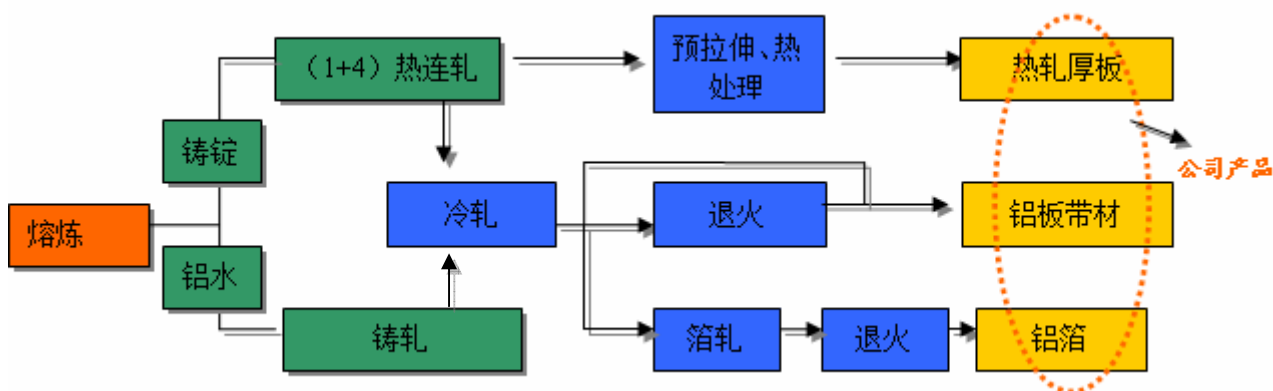 （1+4）热连轧
预拉伸、热
处理
热轧厚板
铸锭
公司产品
熔炼
冷轧
退火
铝板带材
铝水
铸轧
箔轧
退火
铝箔